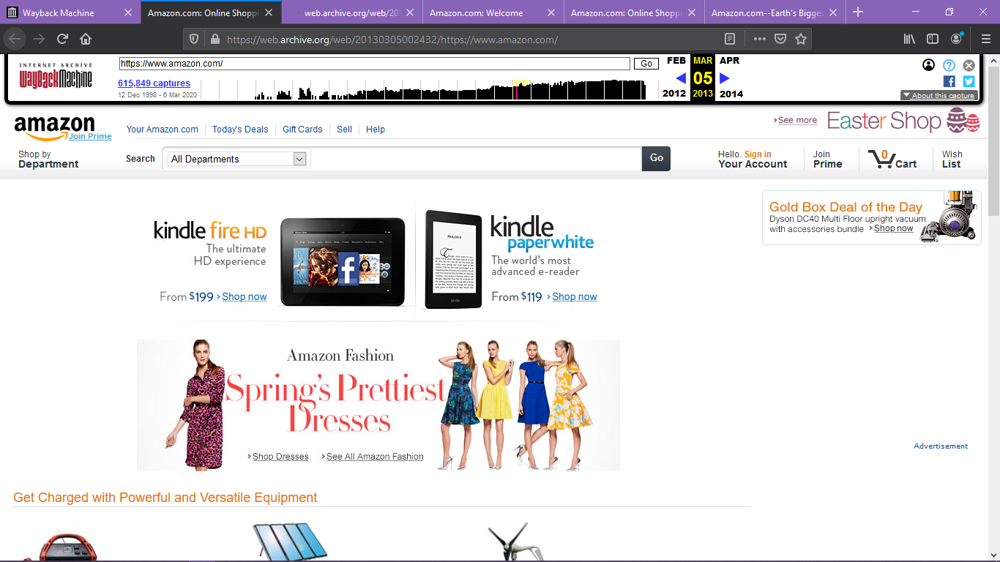 Wayback Machine
Amazon.com: Online Shoppi
web.archive.org/web/201
Amazon.com: Welcome
Amazon.com: Online Shoppi
Amazon.com--Earth's Bigges
https://web.archive.org/web/20130305002432/https://www.amazon.com/
INTERNET ARCHIVE
WayBackMachine
https://www.amazon.com/
Go
615,849 captures
12 Dec 1998 - 6 Mar 2020
FEB MAR APR
05
2012 2013 2014
About this capture
amazon
Join Prime
Your Amazon.com
Today's Deals
Gift Cards
Sell
Help
See more
Easter Shop
Shop by
Department
Search
All Departments
Go
Hello. Sign in
Your Account
Join
Prime
0
Cart
Wish
List
kindle fire HD
The ultimate
HD experience
From $199 Shop now
PROLOGUE
kindle
kindle
paperwhite
The world's most
advanced e-reader
From $119 Shop now
Gold Box Deal of the Day
Dyson DC40 Multi Floor upright vacuum
with accessories bundle Shop now
Amazon Fashion
Spring's Prettiest
Dresses
Shop Dresses
See All Amazon Fashion
Advertisement
Get Charged with Powerful and Versatile Equipment